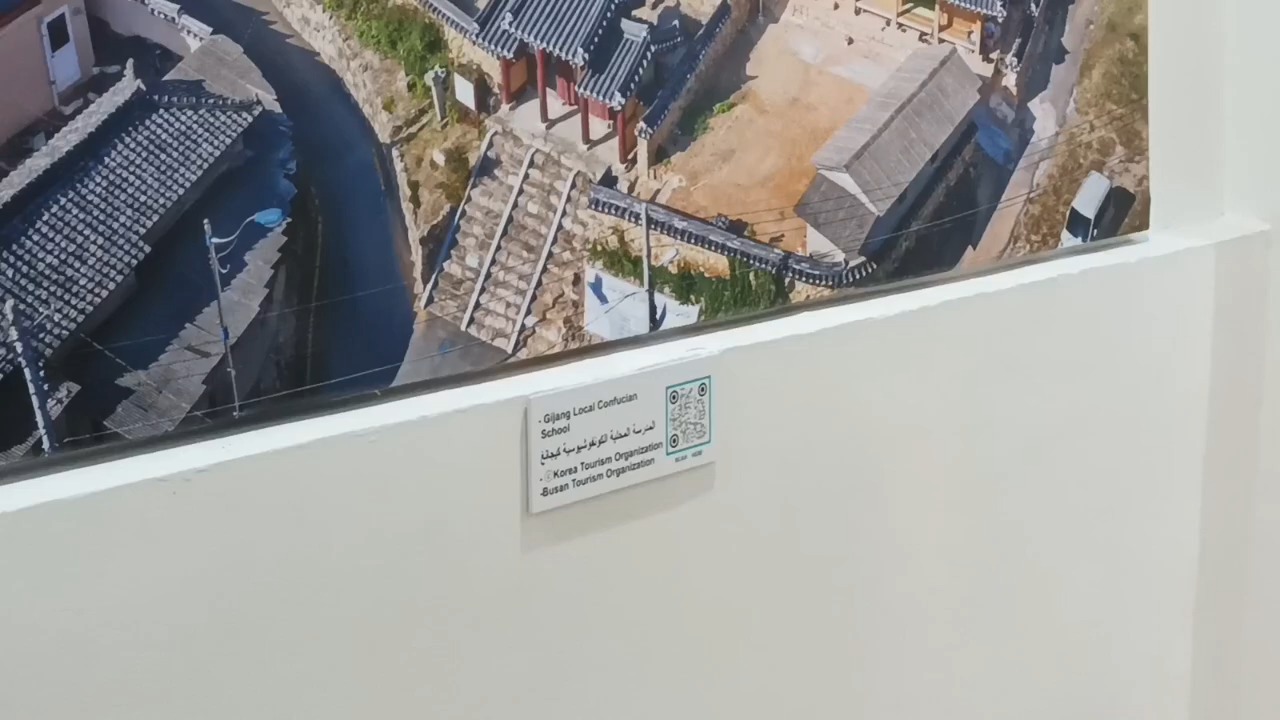 - Gijang Local Confucian
School
المدرسة المحلية الكونفوشيوسية كيجانغ
- ⓒKorea Tourism Organization
-Busan Tourism Organization